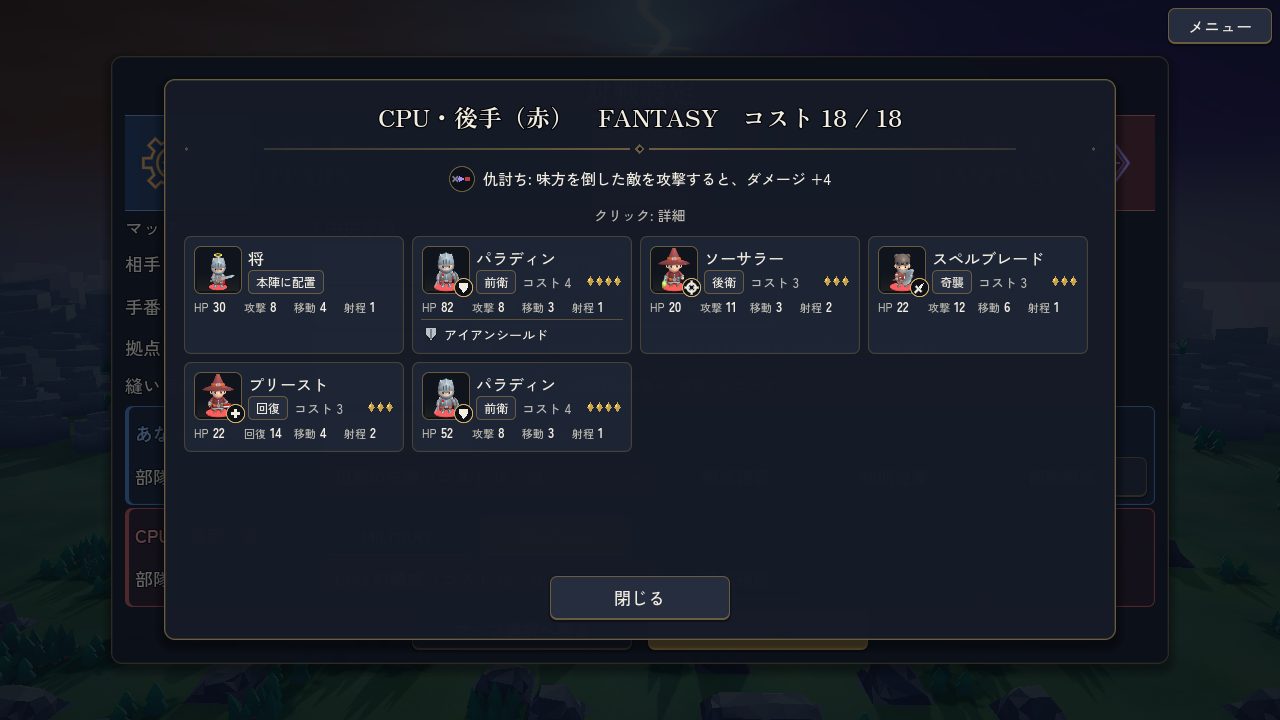 メニュー
CPU・後手（赤） FANTASY コスト 18 / 18
仇討ち: 味方を倒した敵を攻撃すると、ダメージ +4
クリック: 詳細
将
本陣に配置
HP 30 攻撃 8 移動 4 射程 1
パラディン
前衛 コスト 4
HP 82 攻撃 8 移動 3 射程 1
アイアンシールド
ソーサラー
後衛 コスト 3
HP 20 攻撃 11 移動 3 射程 2
スペルブレード
奇襲 コスト 3
HP 22 攻撃 12 移動 6 射程 1
プリースト
回復 コスト 3
HP 22 回復 14 移動 4 射程 2
パラディン
前衛 コスト 4
HP 52 攻撃 8 移動 3 射程 1
マッ
相手
手番
拠点
縫い
あな
部隊
CPU
部隊
閉じる